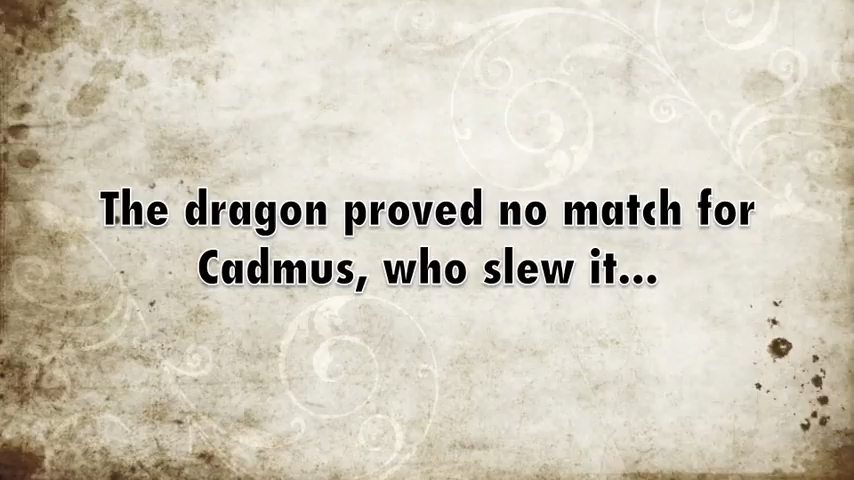 The dragon proved no match for
Cadmus, who slew it...